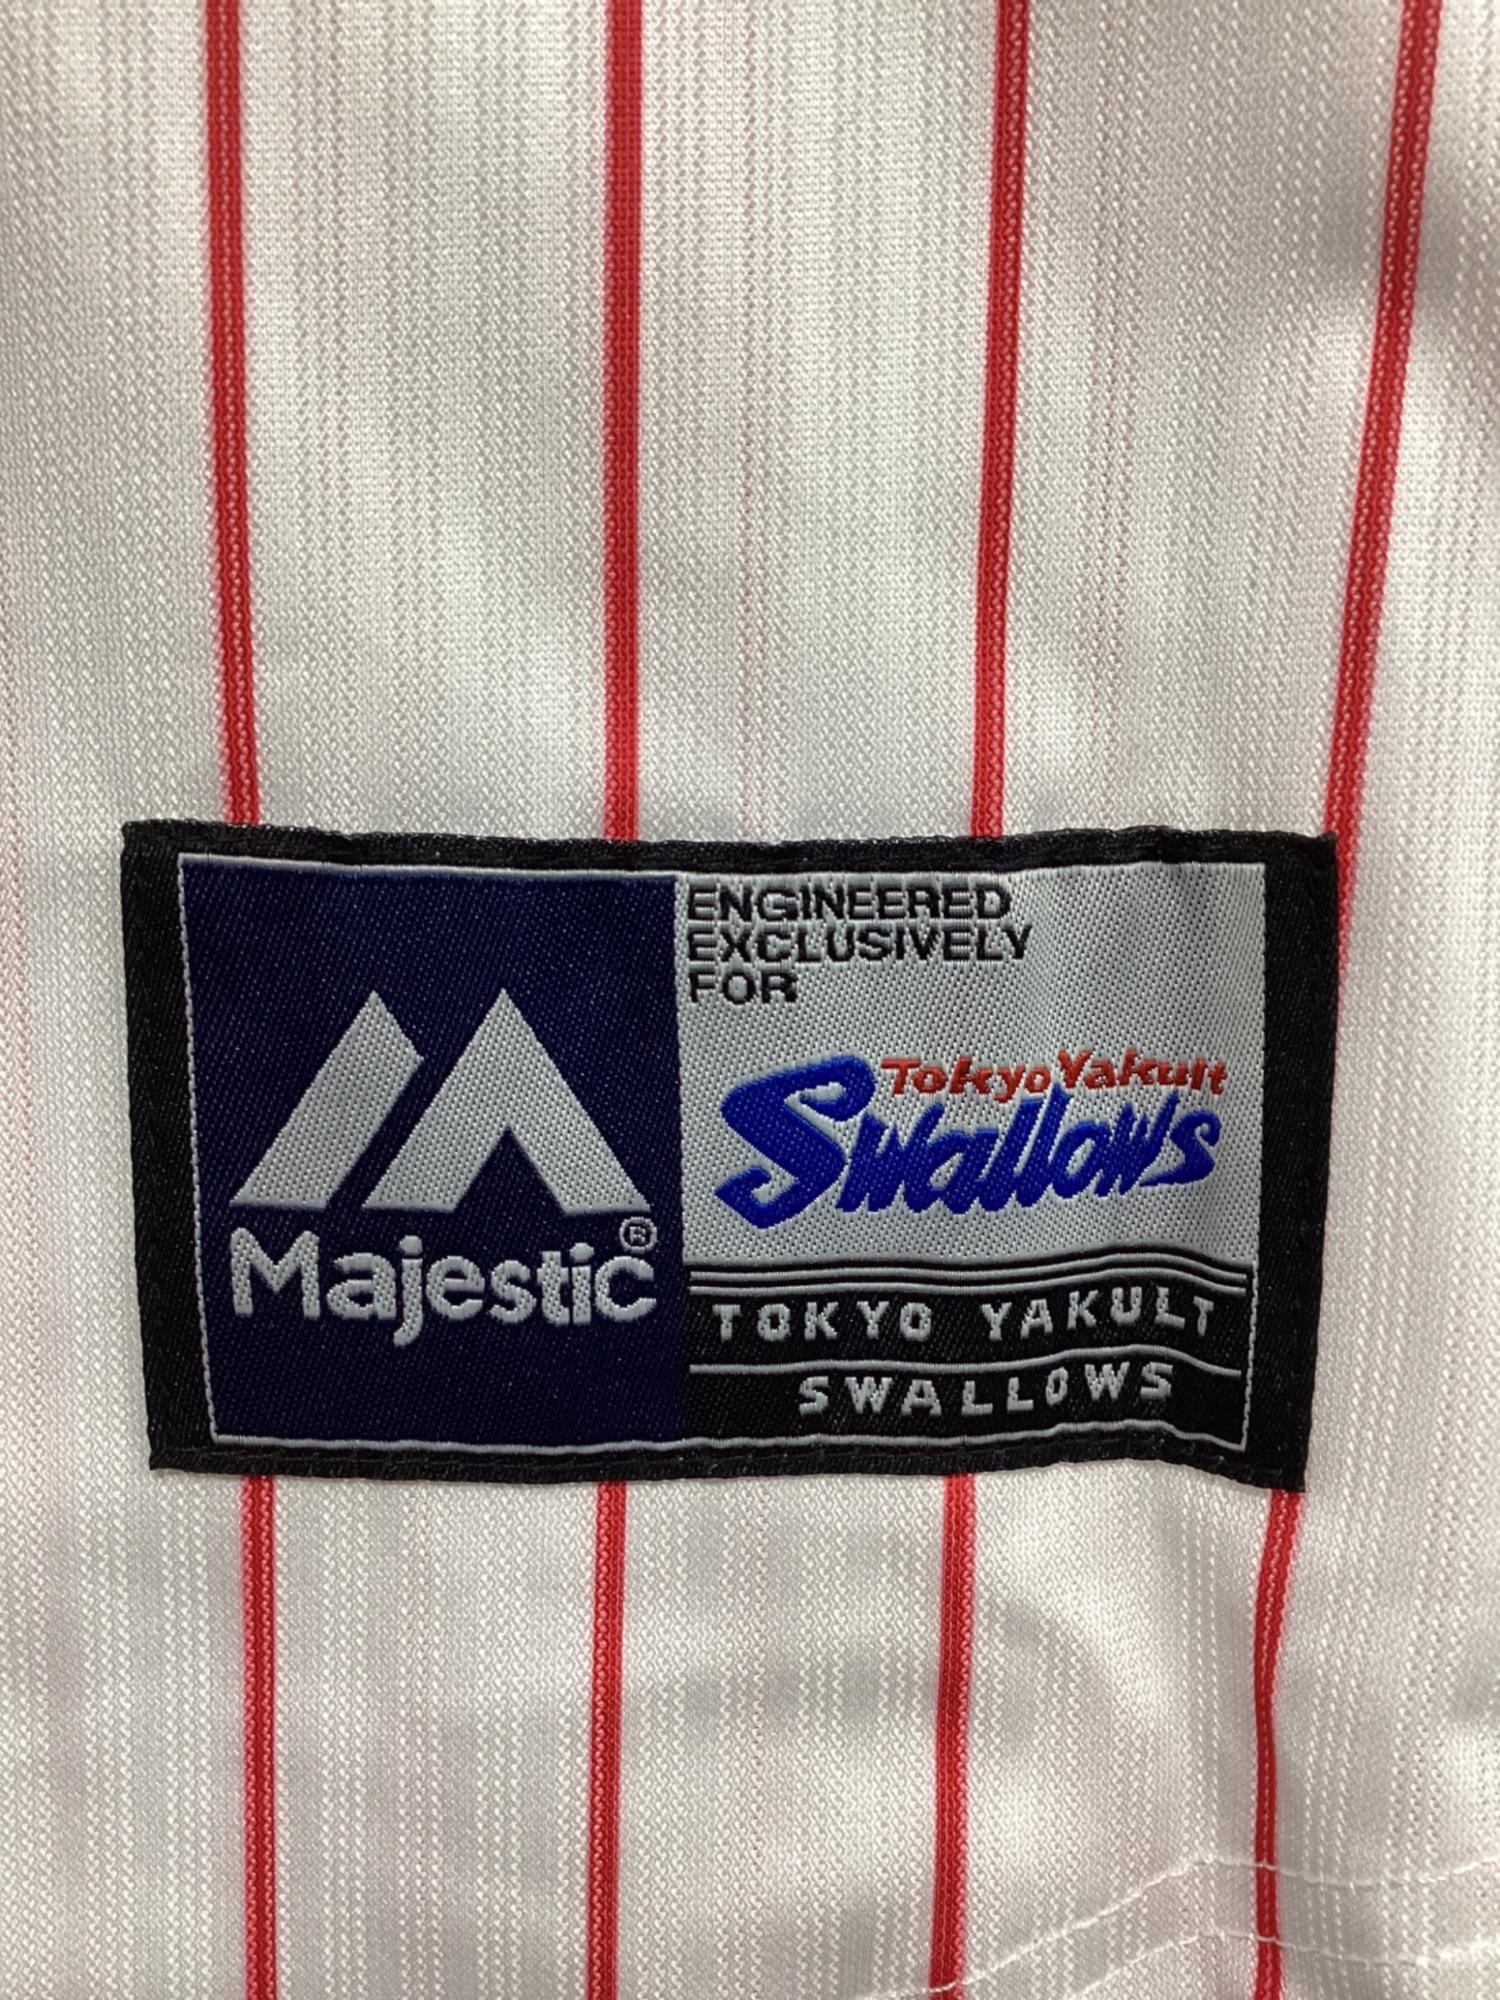 Majestic®
ENGINEERED
EXCLUSIVELY
FOR
Tokyo Yakult
Swallows
TOKYO YAKULT
SWALLOWS